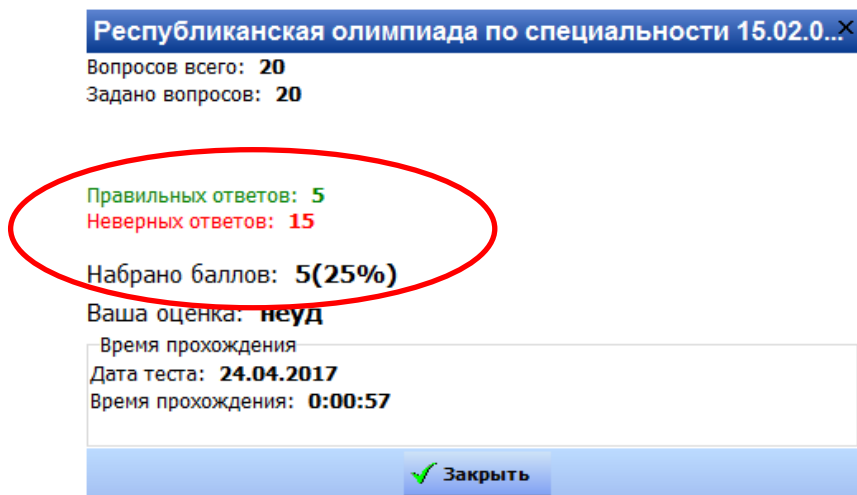 Республиканская олимпиада по специальности 15.02.0...
Вопросов всего: 20
Задано вопросов: 20
Правильных ответов: 5
Неверных ответов: 15
Набрано баллов: 5(25%)
Ваша оценка: неуд
Время прохождения
Дата теста: 24.04.2017
Время прохождения: 0:00:57
Закрыть